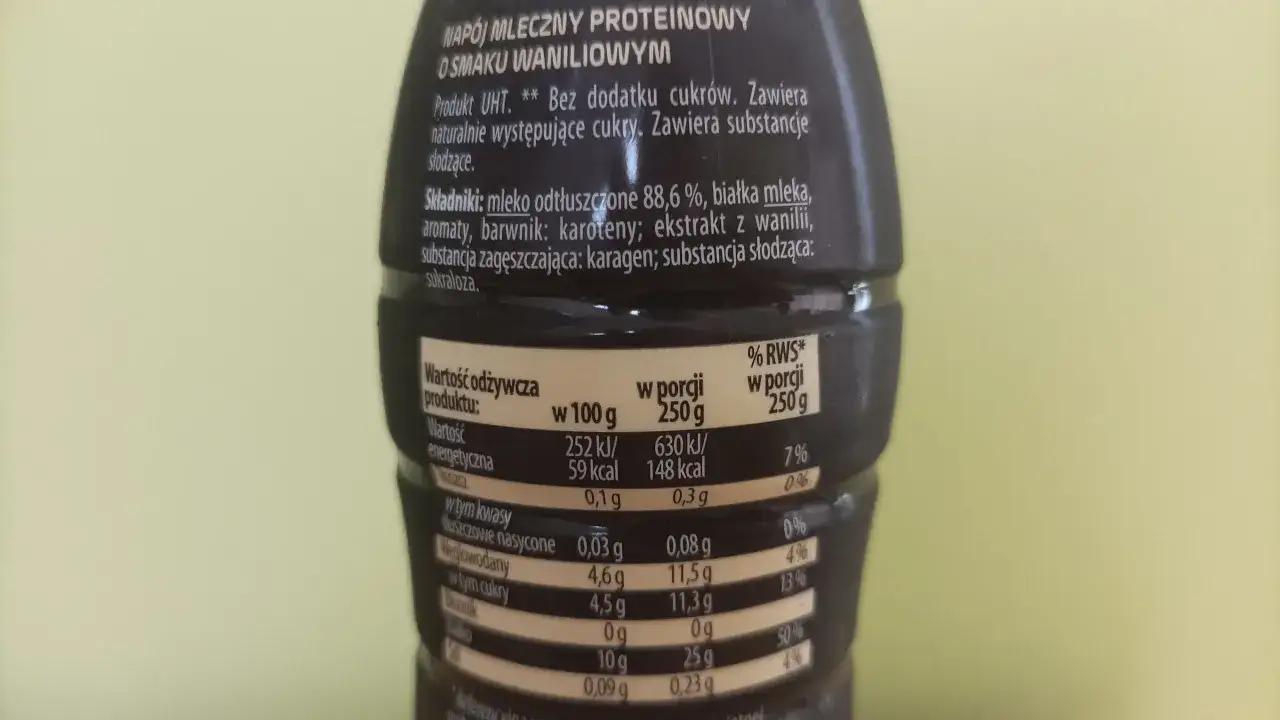 NAPÓJ MLECZNY PROTEINOWY
O SMAKU WANILIOWYM
Produkt UHT. ** Bez dodatku cukrów. Zawiera
naturalnie występujące cukry. Zawiera substancje
słodzące.
Składniki: mleko odtłuszczone 88,6 %, białka mleka,
aromaty, barwnik: karoteny; ekstrakt z wanilii,
substancja zagęszczająca: karagen; substancja słodząca:
sukraloza.
Wartość odżywcza produktu: w 100 g w porcji 250 g % RWS* w porcji 250 g
Wartość energetyczna 252 kJ/ 59 kcal 630 kJ/ 148 kcal 7%
0,1 g 0,3 g 0%
w tym kwasy tłuszczowe nasycone 0,03 g 0,08 g 0%
Węglowodany 4,6 g 11,5 g 4%
w tym cukry 4,5 g 11,3 g 13%
0 g 0 g -
10 g 25 g 50%
0,09 g 0,23 g 4%